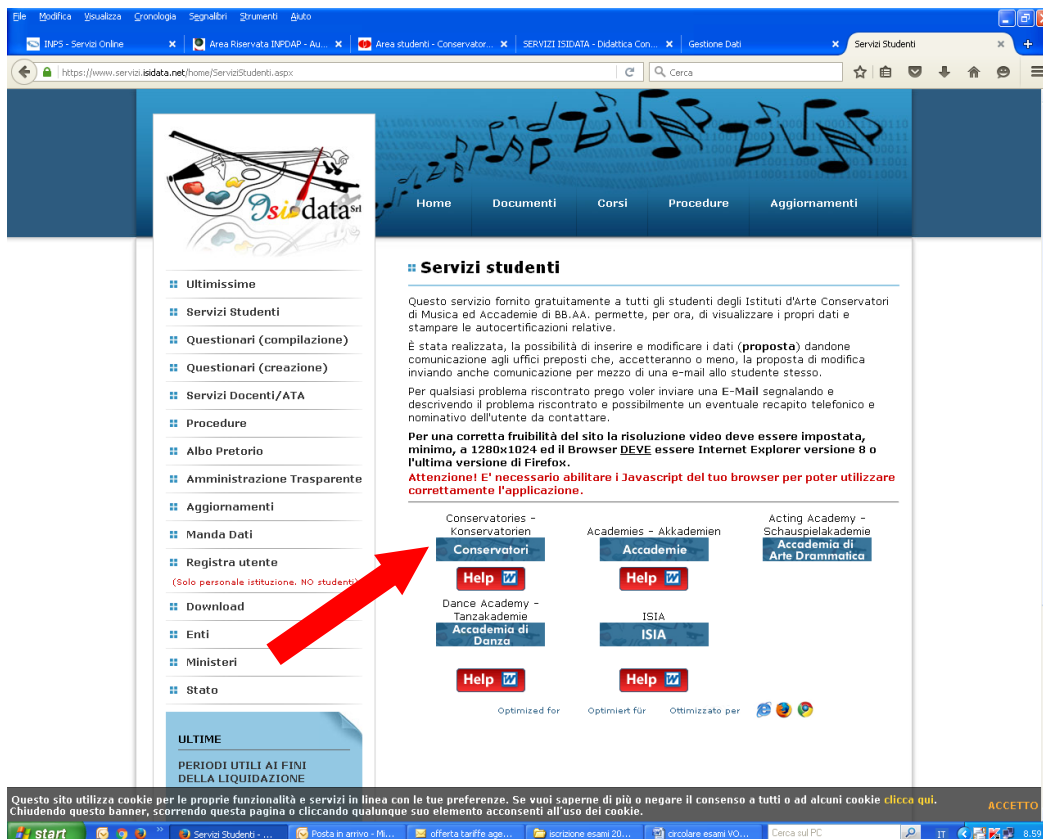 File Modifica Visualizza Cronologia Segnalibri Strumenti Aiuto
INPS - Servizi Online
Area Riservata INPDAP - Au...
Area studenti - Conservator...
SERVIZI ISIDATA - Didattica Con...
Gestione Dati
Servizi Studenti
https://www.servizi.isidata.net/home/ServiziStudenti.aspx
Cerca
Isidata Srl
Home Documenti Corsi Procedure Aggiornamenti
Ultimissime
Servizi Studenti
Questionari (compilazione)
Questionari (creazione)
Servizi Docenti/ATA
Procedure
Albo Pretorio
Amministrazione Trasparente
Aggiornamenti
Manda Dati
Registra utente
(Solo personale istituzione. NO studenti)
Download
Enti
Ministeri
Stato
ULTIME
PERIODI UTILI AI FINI
DELLA LIQUIDAZIONE
Servizi studenti
Questo servizio fornito gratuitamente a tutti gli studenti degli Istituti d'Arte Conservatori
di Musica ed Accademie di BB.AA. permette, per ora, di visualizzare i propri dati e
stampare le autocertificazioni relative.
È stata realizzata, la possibilità di inserire e modificare i dati (proposta) dandone
comunicazione agli uffici preposti che, accetteranno o meno, la proposta di modifica
inviando anche comunicazione per mezzo di una e-mail allo studente stesso.
Per qualsiasi problema riscontrato prego voler inviare una E-Mail segnalando e
descrivendo il problema riscontrato e possibilmente un eventuale recapito telefonico e
nominativo dell'utente da contattare.
Per una corretta fruibilità del sito la risoluzione video deve essere impostata,
minimo, a 1280x1024 ed il Browser DEVE essere Internet Explorer versione 8 o
l'ultima versione di Firefox.
Attenzione! E' necessario abilitare i Javascript del tuo browser per poter utilizzare
correttamente l'applicazione.
Conservatories -
Konservatorien
Conservatori
Help
Academies - Akkademien
Accademie
Help
Acting Academy -
Schauspielakademie
Accademia di
Arte Drammatica
Dance Academy -
Tanzakademie
Accademia di
Danza
Help
ISIA
ISIA
Help
Optimized for Optimiert für Ottimizzato per
Questo sito utilizza cookie per le proprie funzionalità e servizi in linea con le tue preferenze. Se vuoi saperne di più o negare il consenso a tutti o ad alcuni cookie clicca qui.
Chiudendo questo banner, scorrendo questa pagina o cliccando qualunque suo elemento acconsenti all'uso dei cookie.
ACCETTO
start
Servizi Studenti - ...
Posta in arrivo - Mi...
offerta tariffe age...
iscrizione esami 20...
circolare esami VO...
Cerca sul PC
IT
8.59